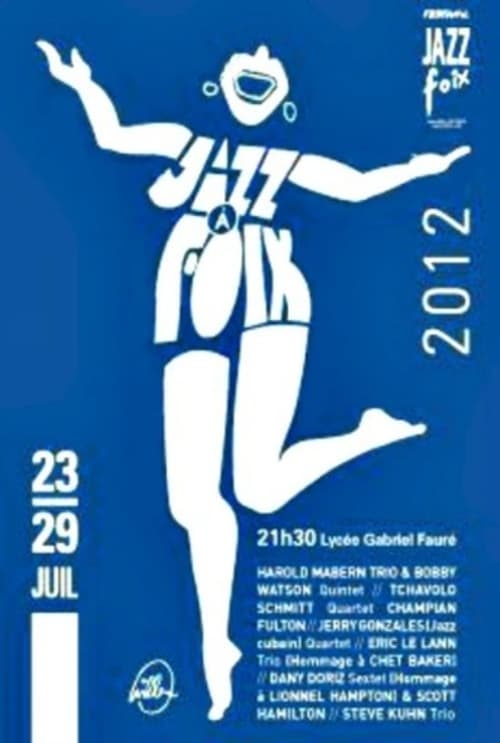 JAZZ
foix
JAZZ
À
FOIX
2012
23
29
JUIL
21h30 Lycée Gabriel Fauré
HAROLD MABERN TRIO & BOBBY
WATSON Quintet // TCHAVOLO
SCHMITT Quartet CHAMPIAN
FULTON // JERRY GONZALES (Jazz
cubain) Quartet // ERIC LE LANN
Trio (Hommage à CHET BAKER)
// DANY DORIZ Sextet (Hommage
à LIONNEL HAMPTON) & SCOTT
HAMILTON // STEVE KUHN Trio